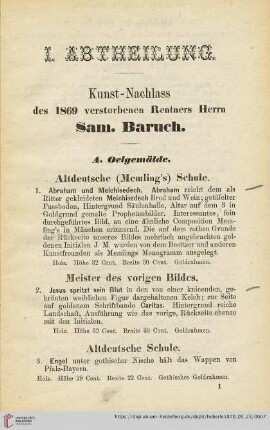 I. ABTHEILUNG.
Kunst-Nachlass
des 1869 verstorbenen Rentners Herrn
Sam. Baruch.
A. Oelgemälde.
Altdeutsche (Memling's) Schule.
1. Abraham und Melchisedech. Abraham reicht dem als
Ritter gekleideten Melchisedech Brod und Wein; getäfelter
Fussboden, Hintergrund Säulenhalle, Altar auf dem 3 in
Goldgrund gemalte Prophetenbilder. Interessantes, fein
durchgeführtes Bild, an eine ähnliche Composition Mem-
ling's in München erinnernd. Die auf dem rothen Grunde
der Rückseite unseres Bildes mehrfach angebrachten gol-
denen Initialen J. M. wurden von dem Besitzer und anderen
Kunstfreunden als Memlings Monogramm ausgelegt.
Holz. Höhe 52 Cent. Breite 30 Cent. Goldrahmen.
Meister des vorigen Bildes.
2. Jesus spritzt sein Blut in den von einer knieenden, ge-
krönten weiblichen Figur dargehaltenen Kelch; zur Seite
auf goldenem Schriftbande Caritas. Hintergrund reiche
Landschaft, Ausführung wie das vorige, Rückseite ebenso
mit den Initialen.
Holz. Höhe 52 Cent. Breite 30 Cent. Goldrahmen.
Altdeutsche Schule.
3. Engel unter gothischer Nische hält das Wappen von
Pfalz-Bayern.
Holz. Höhe 28 Cent. Breite 22 Cent. Gothisches Goldrahmen.
1